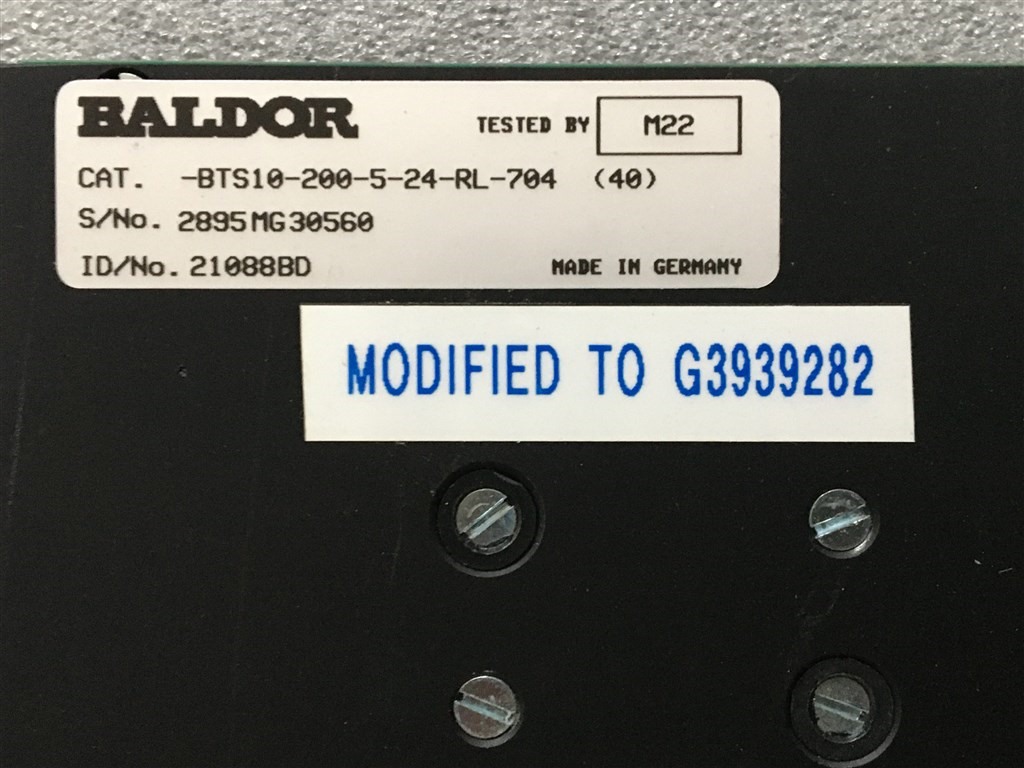 BALDOR
TESTED BY M22
CAT. -BTS10-200-5-24-RL-704 (40)
S/No. 2895MG30560
ID/No. 21088BD
MADE IN GERMANY
MODIFIED TO G3939282